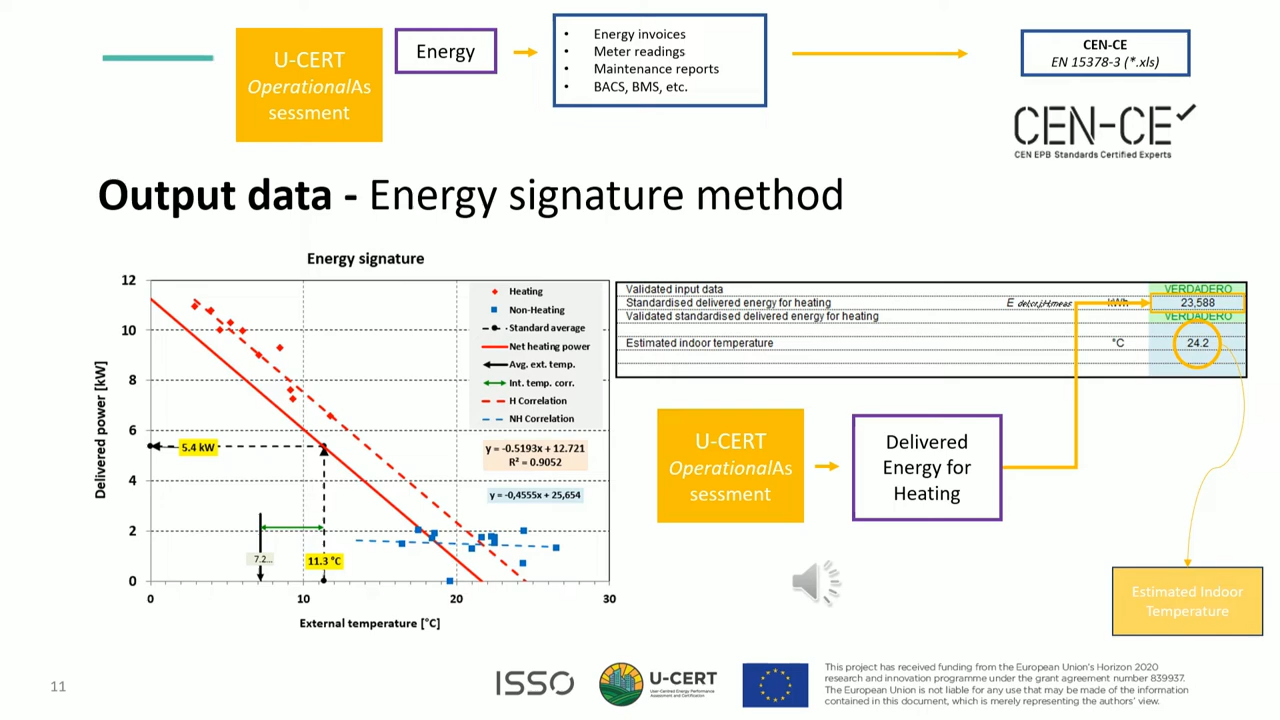 U-CERT
OperationalAs
sessment
Energy
• Energy invoices
• Meter readings
• Maintenance reports
• BACS, BMS, etc.
CEN-CE
EN 15378-3 (*.xls)
CEN-CE
CEN EPB Standards Certified Experts
Output data - Energy signature method
Energy signature
Delivered power [kW]
12
10
8
6
4
2
0
0
10
20
30
External temperature [°C]
Heating
Non-Heating
Standard average
Net heating power
Avg. ext. temp.
Int. temp. corr.
H Correlation
NH Correlation
y = -0.5193x + 12.721
R² = 0.9052
y = -0,4555x + 25,654
5.4 kW
7.2...
11.3 °C
Validated input data VERDADERO
Standardised delivered energy for heating kWh 23,588
Validated standardised delivered energy for heating VERDADERO
Estimated indoor temperature °C 24.2
U-CERT
OperationalAs
sessment
Delivered
Energy for
Heating
Estimated Indoor
Temperature
11
ISSO
U-CERT
User-Centred Energy Performance
Assessment and Certification
This project has received funding from the European Union's Horizon 2020
research and innovation programme under the grant agreement number 839937.
The European Union is not liable for any use that may be made of the information
contained in this document, which is merely representing the authors' view.